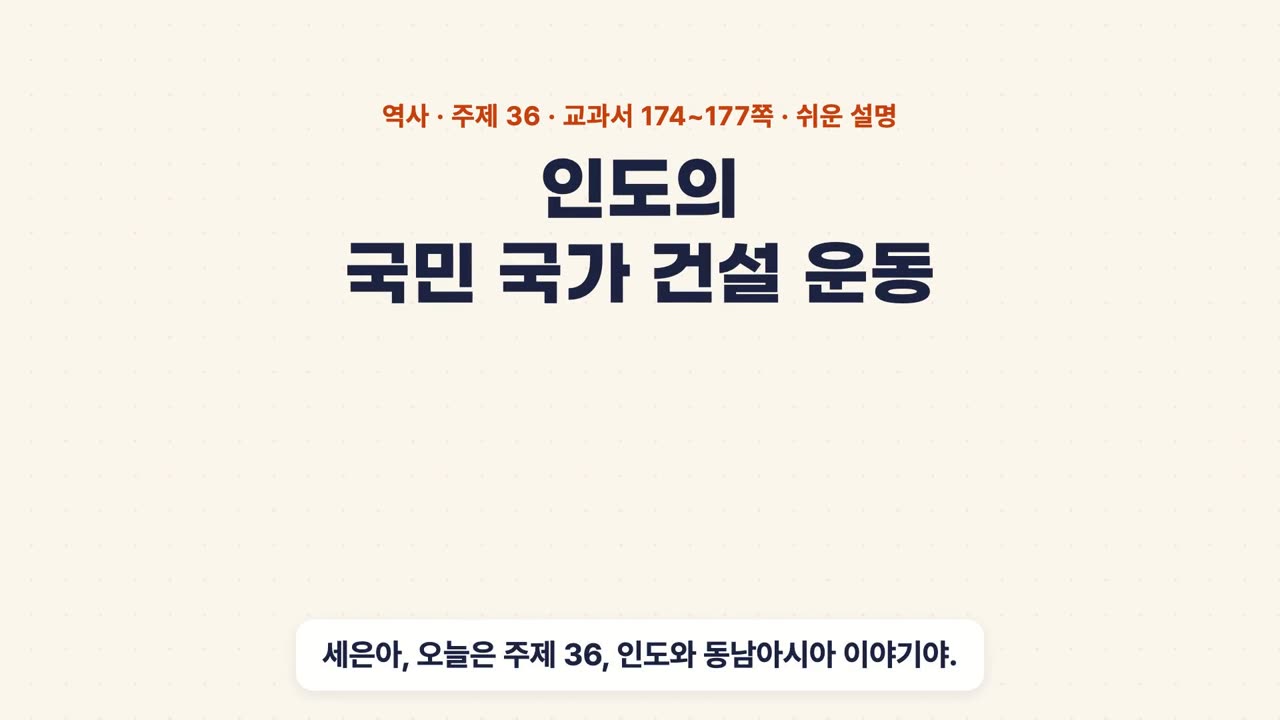 역사 · 주제 36 · 교과서 174~177쪽 · 쉬운 설명
인도의
국민 국가 건설 운동
세은아, 오늘은 주제 36, 인도와 동남아시아 이야기야.